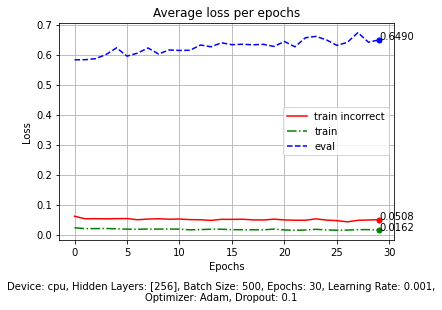 Average loss per epochs
0.7
0.6
0.5
0.4
0.3
0.2
0.1
0.0
Loss
0.6490
train incorrect
train
eval
0.0508
0.0162
0 5 10 15 20 25 30
Epochs
Device: cpu, Hidden Layers: [256], Batch Size: 500, Epochs: 30, Learning Rate: 0.001,
Optimizer: Adam, Dropout: 0.1